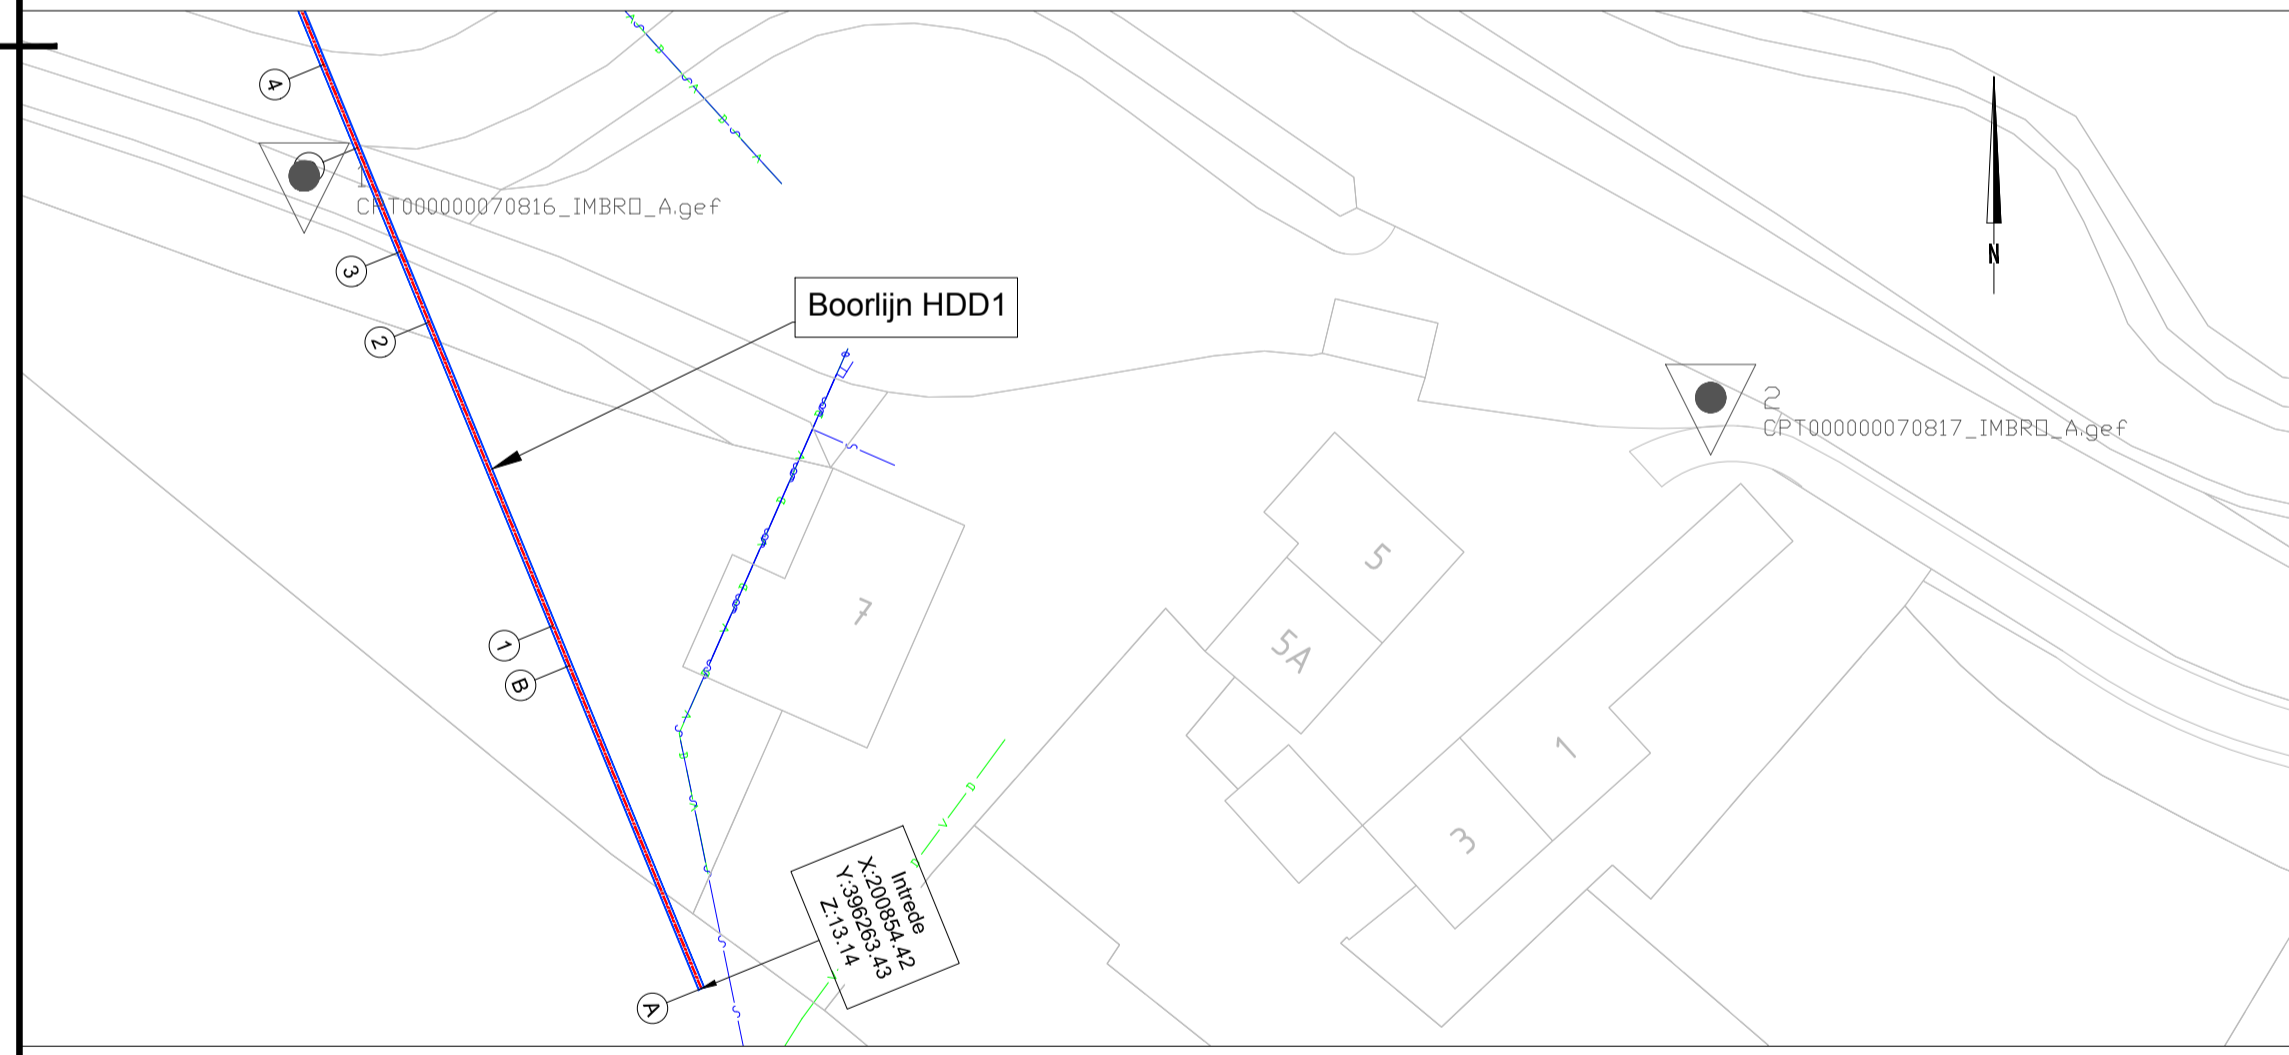 4
1
CPT000000070816_IMBRO_A.gef
3
2
Boorlijn HDD1
N
2
CPT000000070817_IMBRO_A.gef
7
5
5A
1
3
1
B
Intrede
X:200854.42
Y:396263.43
Z:13.14
A